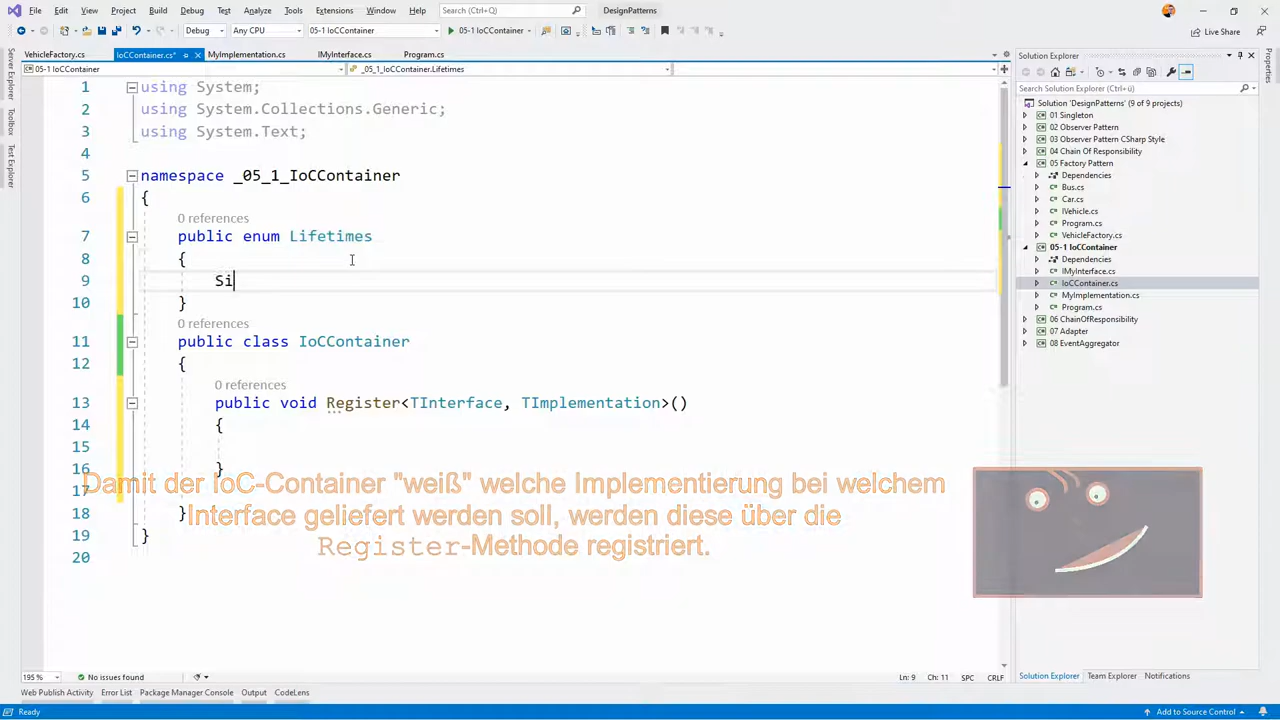 File Edit View Project Build Debug Test Analyze Tools Extensions Window Help Search (Ctrl+Q) DesignPatterns
Debug Any CPU 05-1 IoCContainer 05-1 IoCContainer Live Share
VehicleFactory.cs IoCContainer.cs* MyImplementation.cs IMyInterface.cs Program.cs
05-1 IoCContainer _05_1_IoCContainer.Lifetimes
1 using System;
2 using System.Collections.Generic;
3 using System.Text;
4
5 namespace _05_1_IoCContainer
6 {
0 references
7 public enum Lifetimes
8 {
9 Si
10 }
0 references
11 public class IoCContainer
12 {
0 references
13 public void Register<TInterface, TImplementation>()
14 {
15
16 }
17
18 }
19 }
20
Damit der IoC-Container "weiß" welche Implementierung bei welchem
Interface geliefert werden soll, werden diese über die
Register-Methode registriert.
Server Explorer
Toolbox
Test Explorer
Solution Explorer
Search Solution Explorer (Ctrl+ü)
Solution 'DesignPatterns' (9 of 9 projects)
01 Singleton
02 Observer Pattern
03 Observer Pattern CSharp Style
04 Chain Of Responsibility
05 Factory Pattern
Dependencies
Bus.cs
Car.cs
IVehicle.cs
Program.cs
VehicleFactory.cs
05-1 IoCContainer
Dependencies
IMyInterface.cs
IoCContainer.cs
MyImplementation.cs
Program.cs
06 ChainOfResponsibility
07 Adapter
08 EventAggregator
Properties
195 % No issues found Ln: 9 Ch: 11 SPC CRLF
Solution Explorer Team Explorer Notifications
Web Publish Activity Error List Package Manager Console Output CodeLens
Ready Add to Source Control